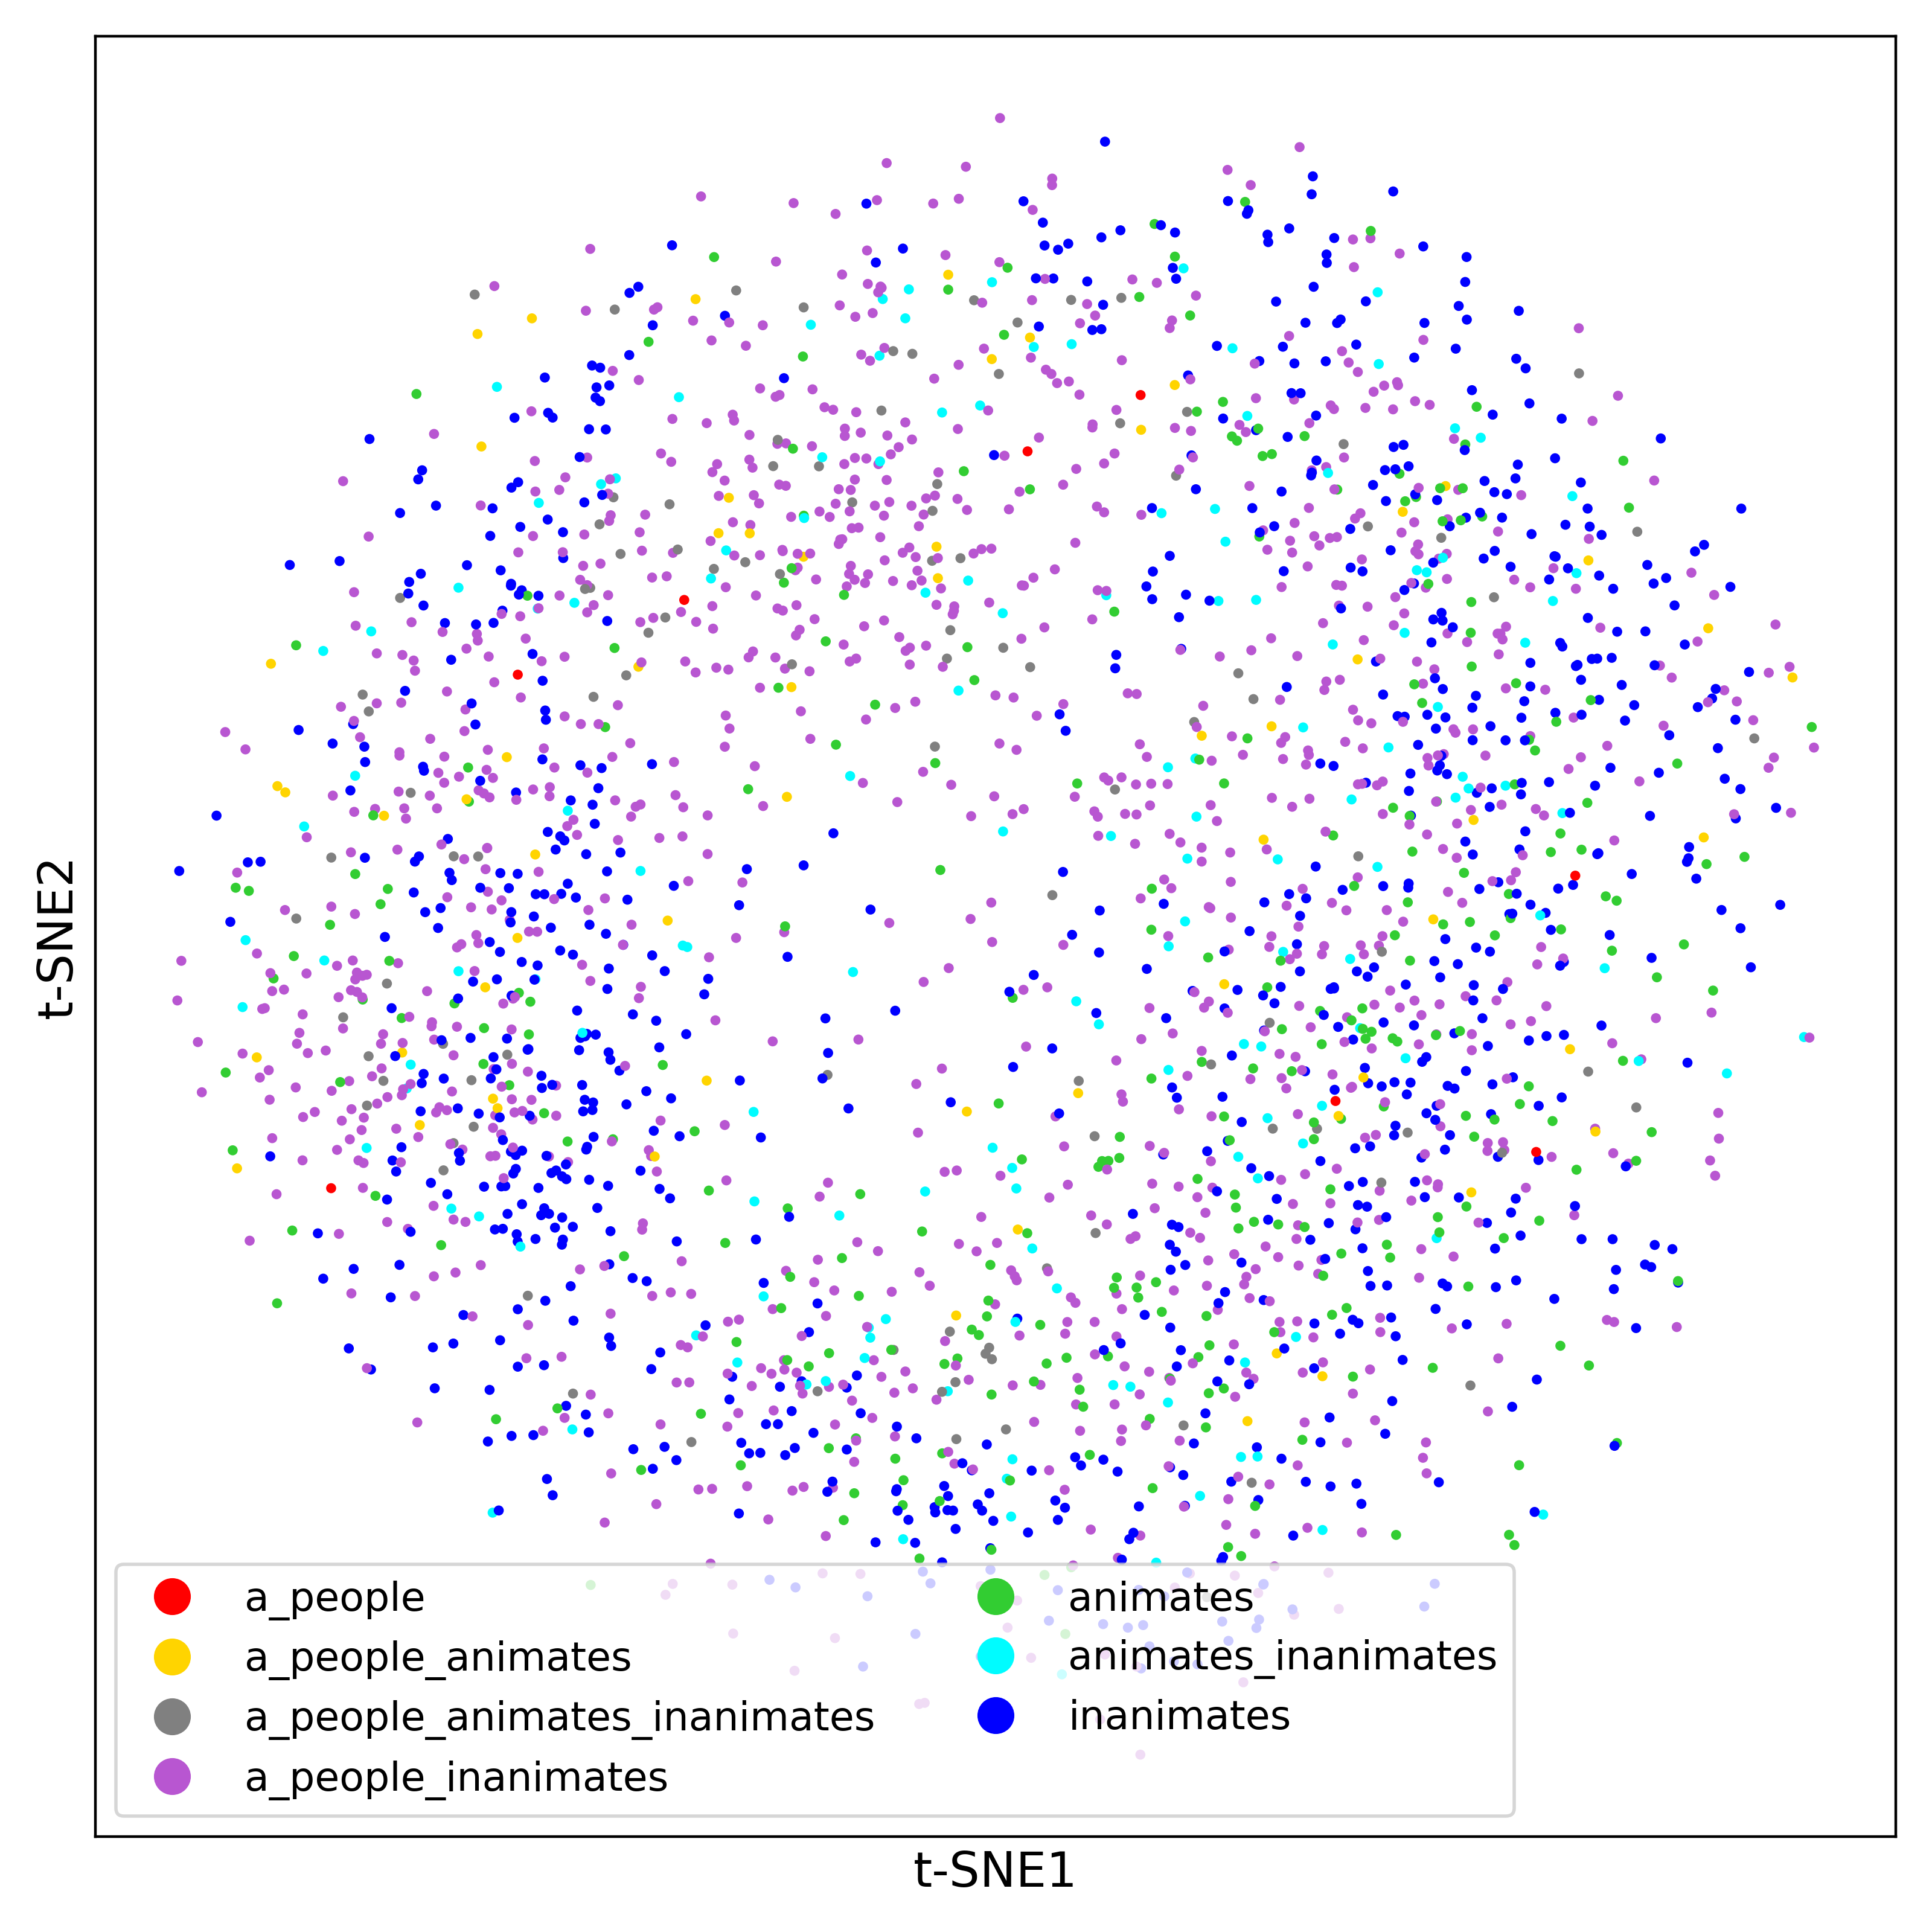 t-SNE2
a_people
a_people_animates
a_people_animates_inanimates
a_people_inanimates
animates
animates_inanimates
inanimates
t-SNE1